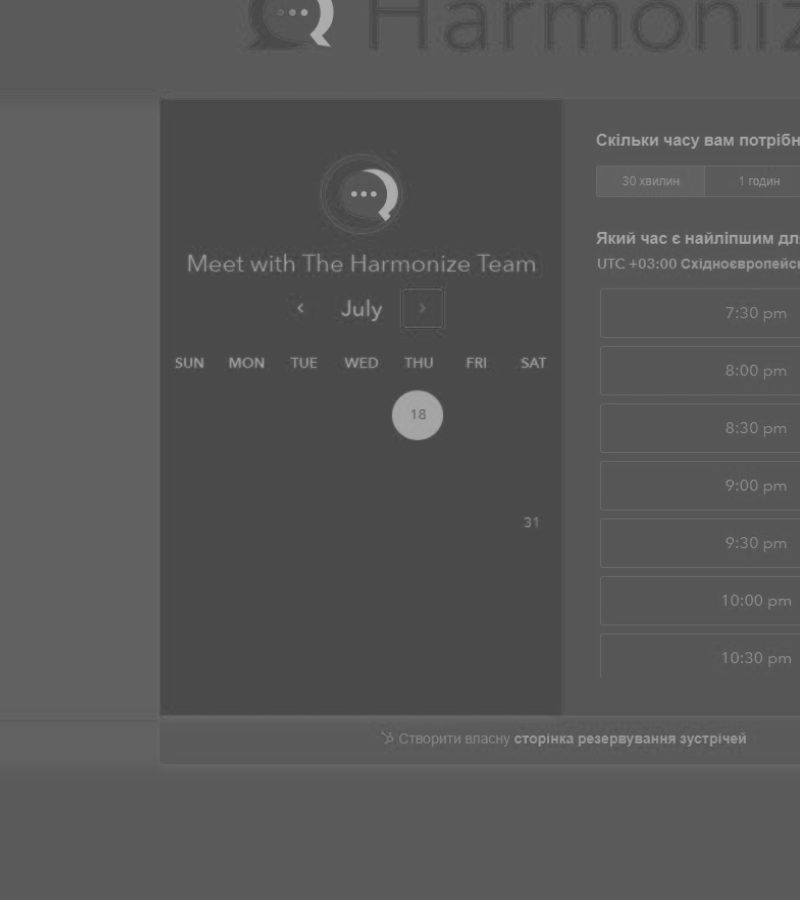 Harmoniz
Meet with The Harmonize Team
July
SUN MON TUE WED THU FRI SAT
18
31
Скільки часу вам потрібн
30 хвилин 1 годин
Який час є найліпшим дл
UTC +03:00 Східноєвропейсь
7:30 pm
8:00 pm
8:30 pm
9:00 pm
9:30 pm
10:00 pm
10:30 pm
Створити власну сторінка резервування зустрічей